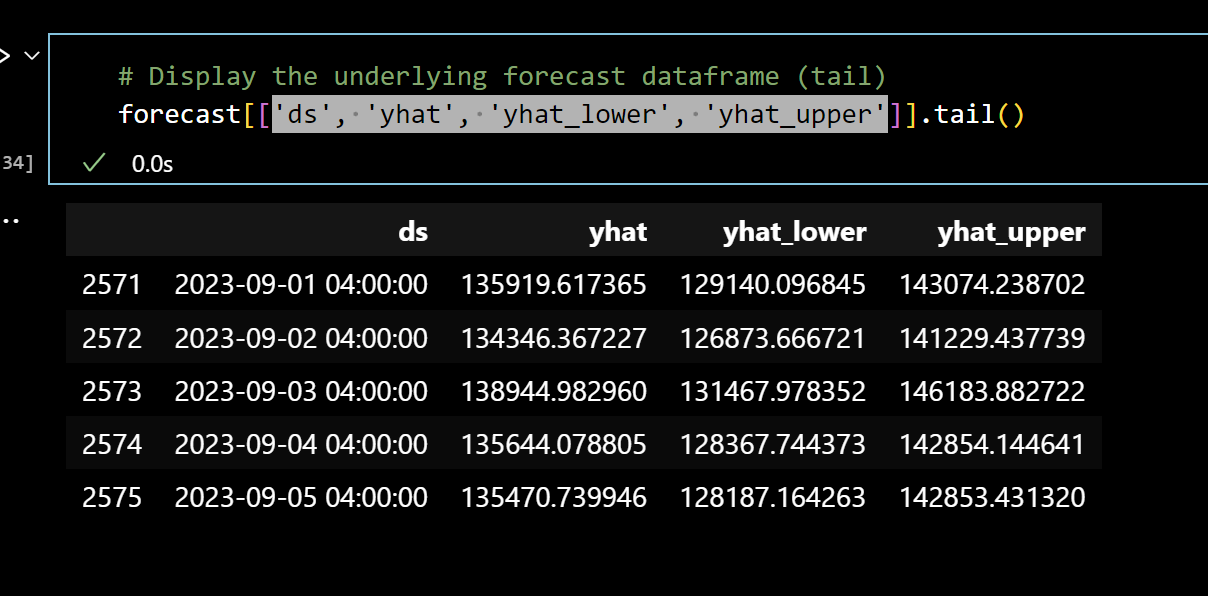 # Display the underlying forecast dataframe (tail)
forecast[['ds', 'yhat', 'yhat_lower', 'yhat_upper']].tail()
34] ✓ 0.0s
..
ds yhat yhat_lower yhat_upper
2571 2023-09-01 04:00:00 135919.617365 129140.096845 143074.238702
2572 2023-09-02 04:00:00 134346.367227 126873.666721 141229.437739
2573 2023-09-03 04:00:00 138944.982960 131467.978352 146183.882722
2574 2023-09-04 04:00:00 135644.078805 128367.744373 142854.144641
2575 2023-09-05 04:00:00 135470.739946 128187.164263 142853.431320